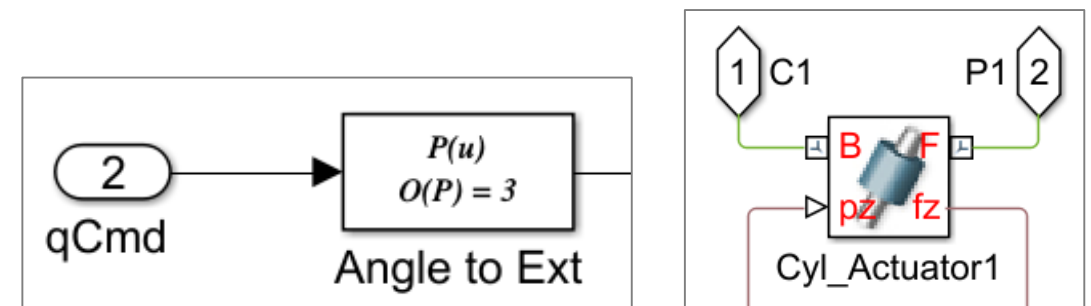 2
qCmd
P(u)
O(P) = 3
Angle to Ext
1 C1
P1 2
B F
pz fz
Cyl_Actuator1